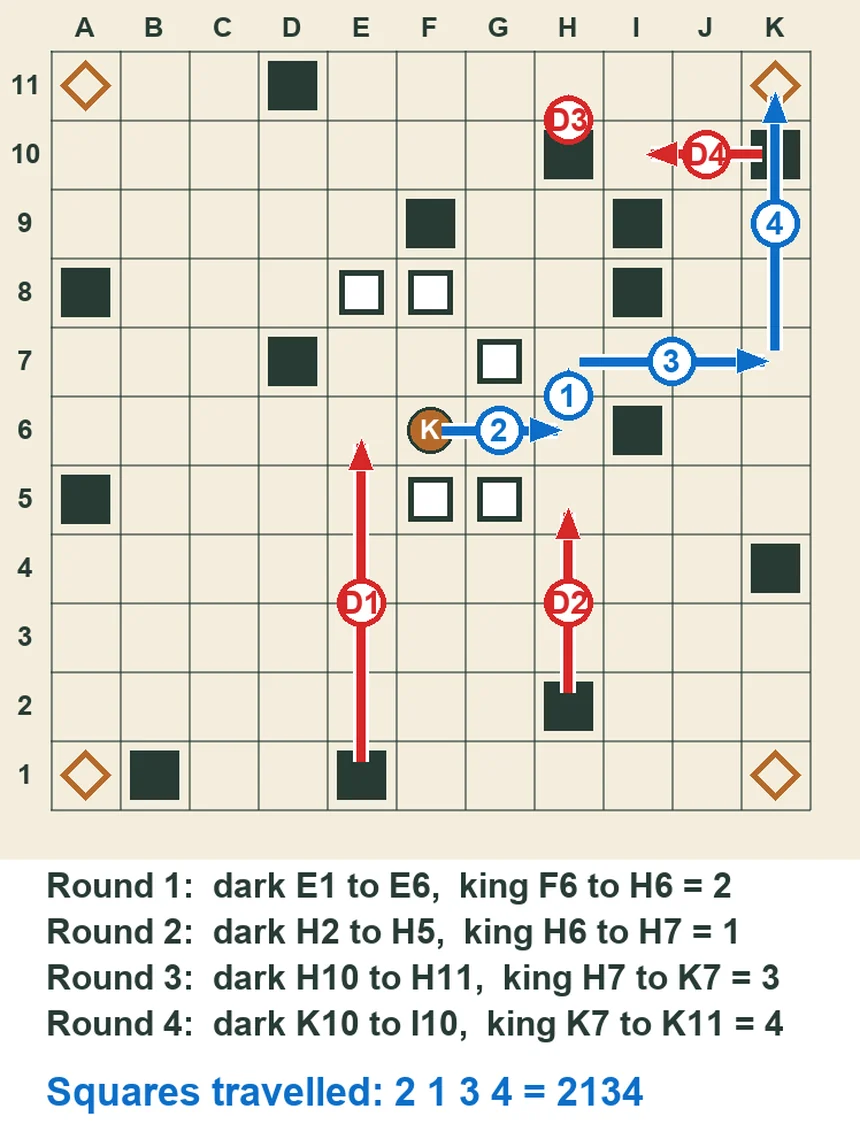 A B C D E F G H I J K
11
D3
10 D4
9 4
8
7 3
1
6 K 2
5
4
D1 D2
3
2
1
Round 1: dark E1 to E6, king F6 to H6 = 2
Round 2: dark H2 to H5, king H6 to H7 = 1
Round 3: dark H10 to H11, king H7 to K7 = 3
Round 4: dark K10 to I10, king K7 to K11 = 4
Squares travelled: 2 1 3 4 = 2134